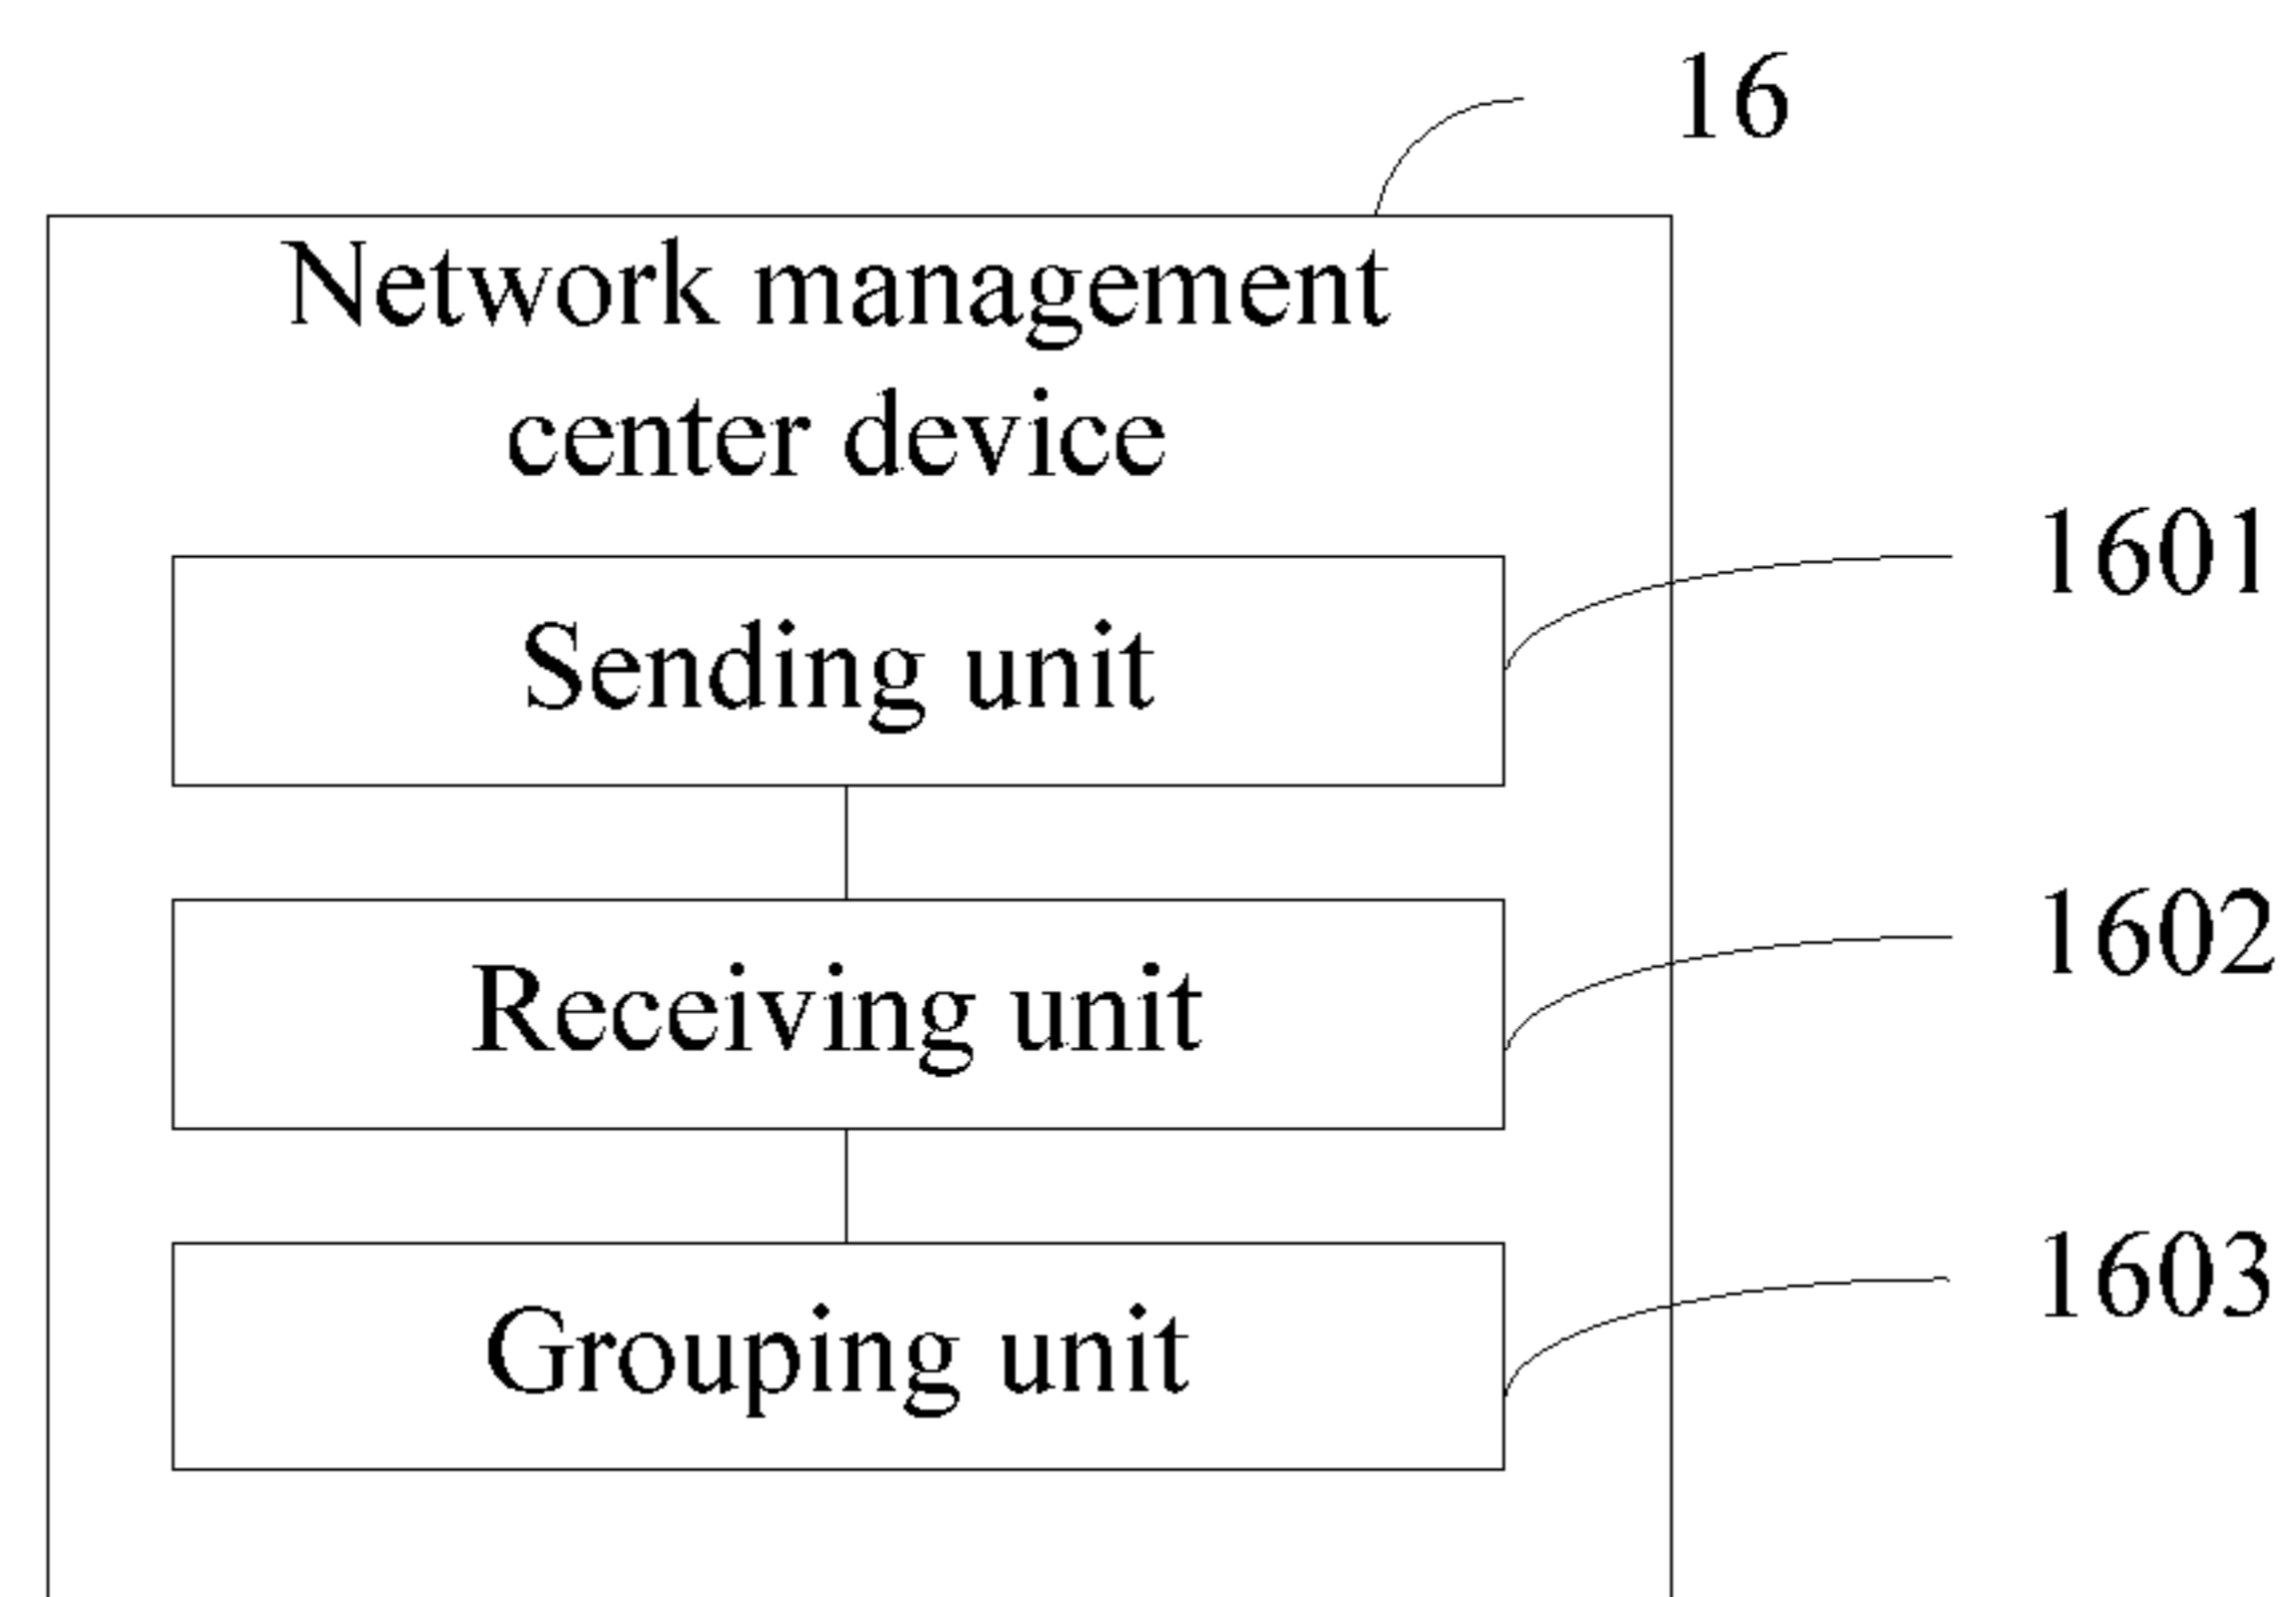 16
Network management
center device
1601
Sending unit
1602
Receiving unit
1603
Grouping unit